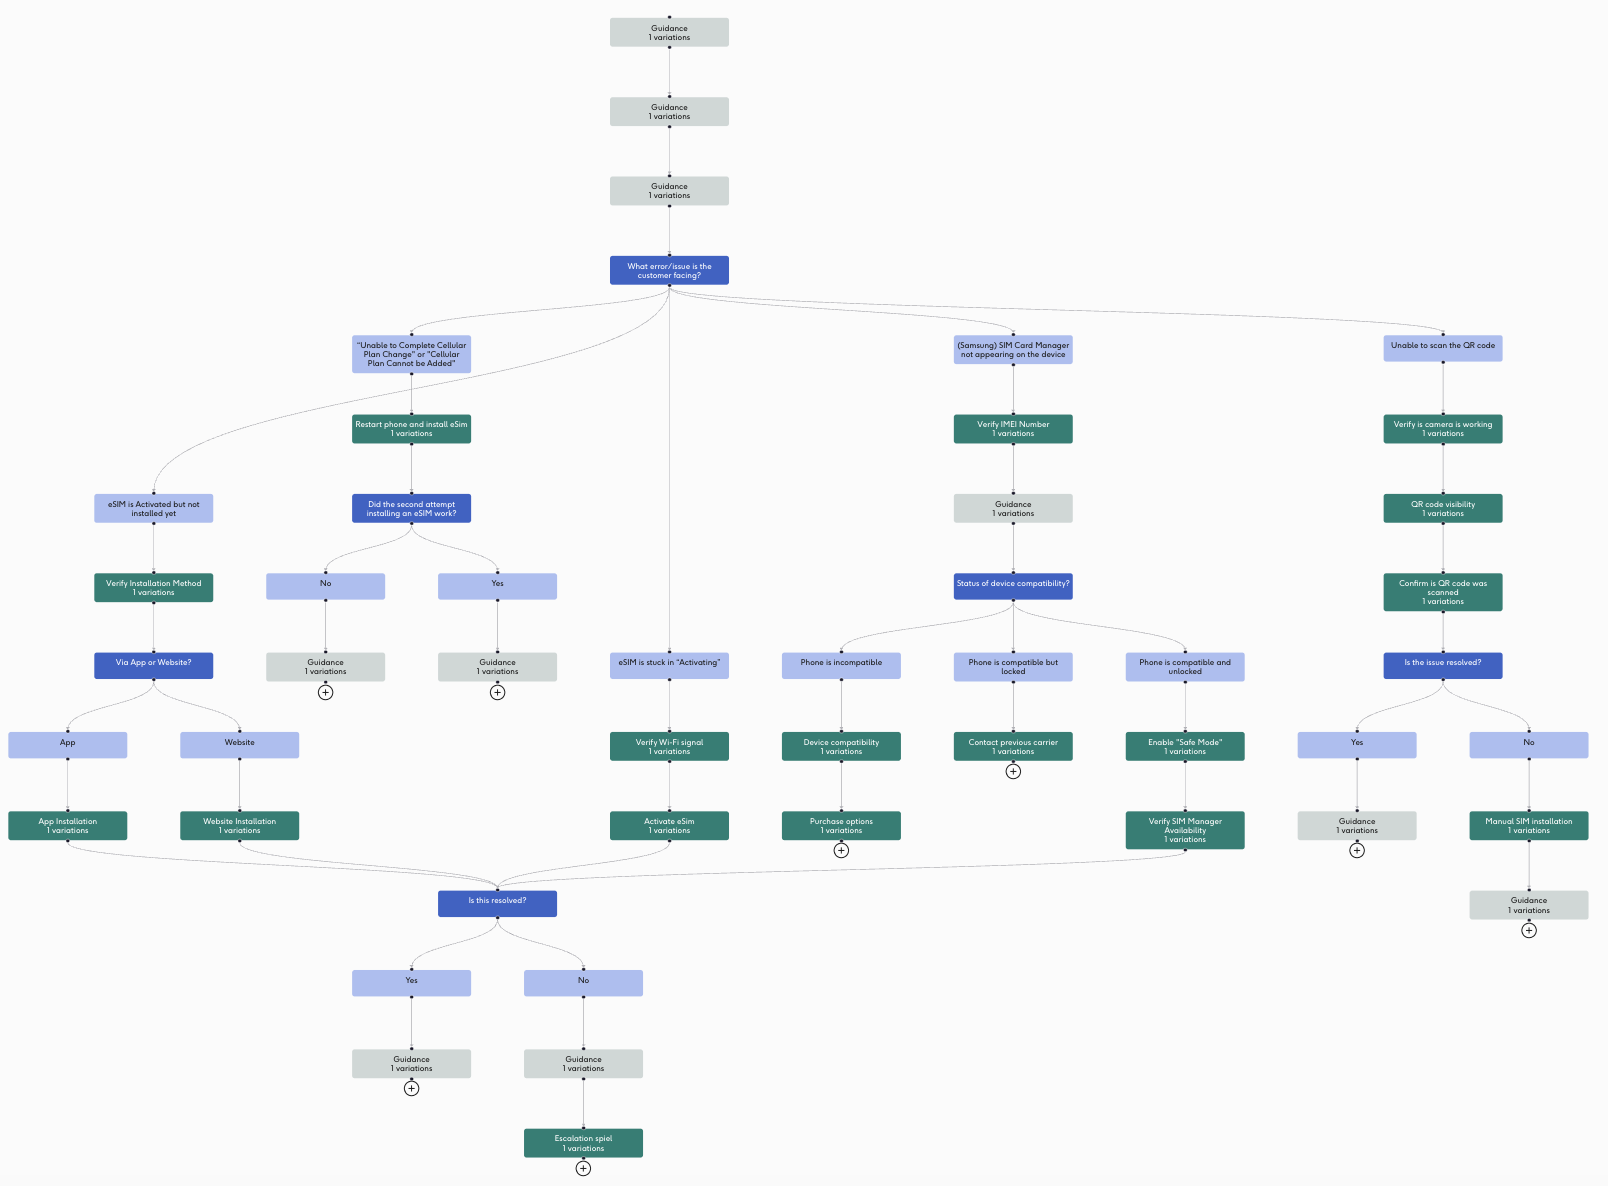 Guidance
1 variations
Guidance
1 variations
Guidance
1 variations
What error/issue is the
customer facing?
“Unable to Complete Cellular
Plan Change” or "Cellular
Plan Cannot be Added"
(Samsung) SIM Card Manager
not appearing on the device
Unable to scan the QR code
Restart phone and install eSim
1 variations
Verify IMEI Number
1 variations
Verify is camera is working
1 variations
eSIM is Activated but not
installed yet
Did the second attempt
installing an eSIM work?
Guidance
1 variations
QR code visibility
1 variations
Verify Installation Method
1 variations
No
Yes
Status of device compatibility?
Confirm is QR code was
scanned
1 variations
Via App or Website?
Guidance
1 variations
Guidance
1 variations
eSIM is stuck in “Activating”
Phone is incompatible
Phone is compatible but
locked
Phone is compatible and
unlocked
Is the issue resolved?
App
Website
Verify Wi-Fi signal
1 variations
Device compatibility
1 variations
Contact previous carrier
1 variations
Enable "Safe Mode"
1 variations
Yes
No
App Installation
1 variations
Website Installation
1 variations
Activate eSim
1 variations
Purchase options
1 variations
Verify SIM Manager
Availability
1 variations
Guidance
1 variations
Manual SIM installation
1 variations
Is this resolved?
Guidance
1 variations
Yes
No
Guidance
1 variations
Guidance
1 variations
Escalation spiel
1 variations